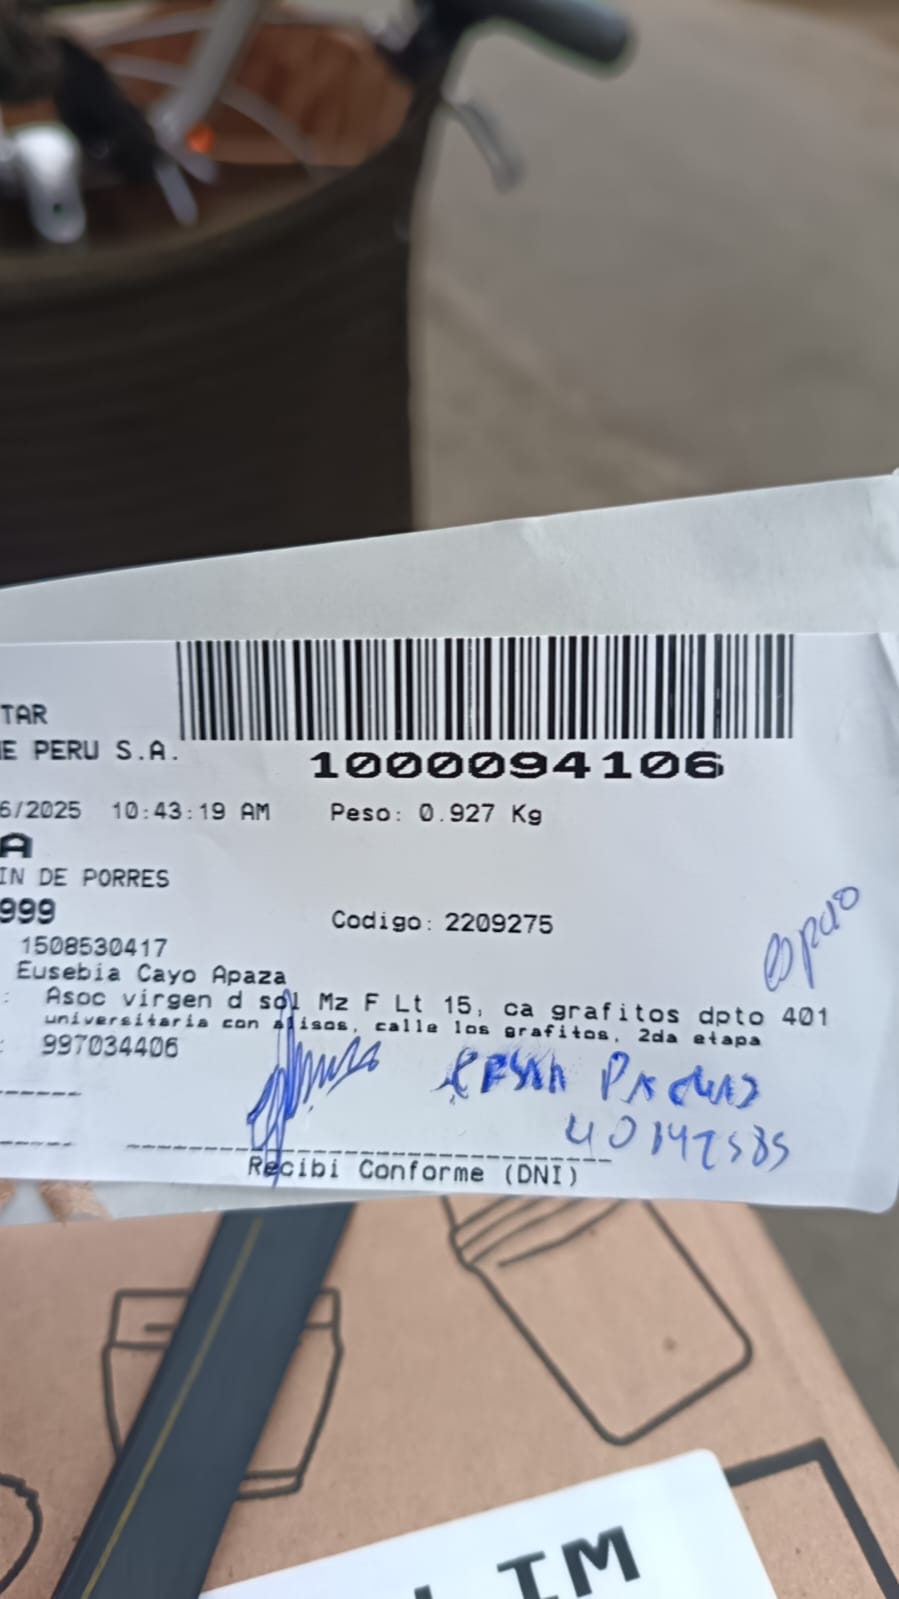 TAR
E PERU S.A.
1000094106
6/2025 10:43:19 AM Peso: 0.927 Kg
A
IN DE PORRES
999 Codigo: 2209275
1508530417
Eusebia Cayo Apaza
: Asoc virgen d sol Mz F Lt 15, ca grafitos dpto 401
universitaria con alisos, calle los grafitos, 2da etapa
: 997034406
Recibi Conforme (DNI)
LIM